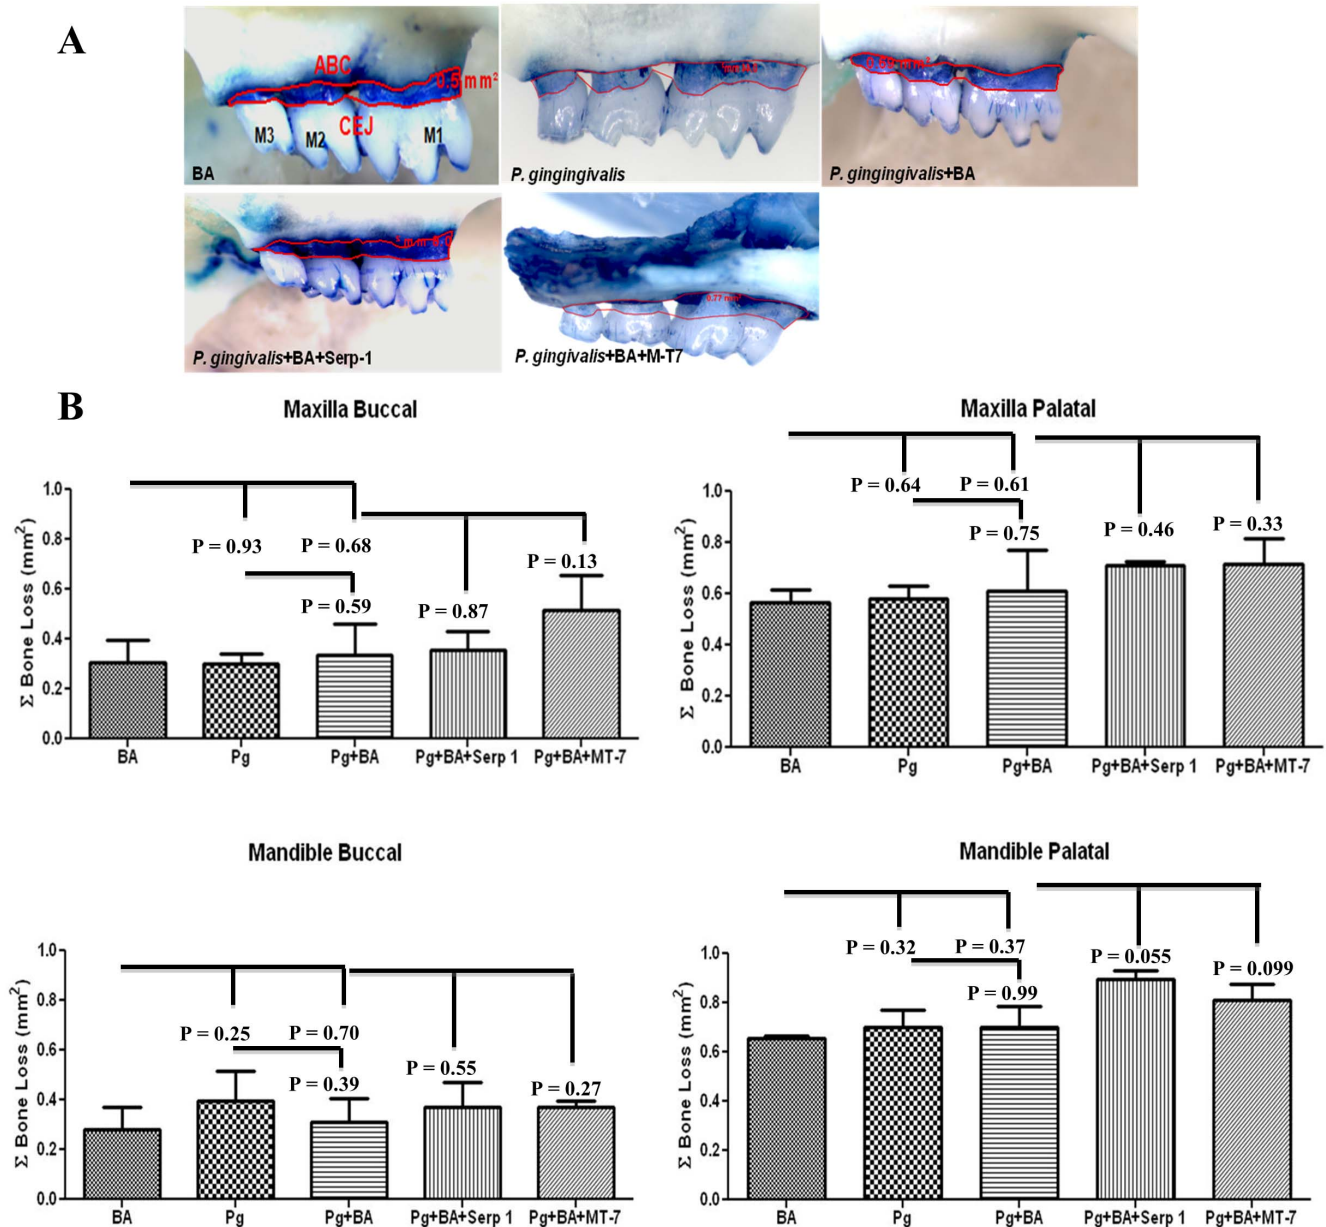 A
ABC
0.5 mm²
CEJ
M3
M2
M1
BA
P. gingingivalis
P. gingingivalis+BA
P. gingivalis+BA+Serp-1
0.77 mm²
P. gingivalis+BA+M-T7
B
Maxilla Buccal
Σ Bone Loss (mm²)
1.0
0.8
0.6
0.4
0.2
0.0
P = 0.93
P = 0.68
P = 0.59
P = 0.87
P = 0.13
BA
Pg
Pg+BA
Pg+BA+Serp 1
Pg+BA+MT-7
Maxilla Palatal
Σ Bone Loss (mm²)
1.0
0.8
0.6
0.4
0.2
0.0
P = 0.64
P = 0.61
P = 0.75
P = 0.46
P = 0.33
BA
Pg
Pg+BA
Pg+BA+Serp 1
Pg+BA+MT-7
Mandible Buccal
Σ Bone Loss (mm²)
1.0
0.8
0.6
0.4
0.2
0.0
P = 0.25
P = 0.70
P = 0.39
P = 0.55
P = 0.27
BA
Pg
Pg+BA
Pg+BA+Serp 1
Pg+BA+MT-7
Mandible Palatal
Σ Bone Loss (mm²)
1.0
0.8
0.6
0.4
0.2
0.0
P = 0.32
P = 0.37
P = 0.99
P = 0.055
P = 0.099
BA
Pg
Pg+BA
Pg+BA+Serp 1
Pg+BA+MT-7